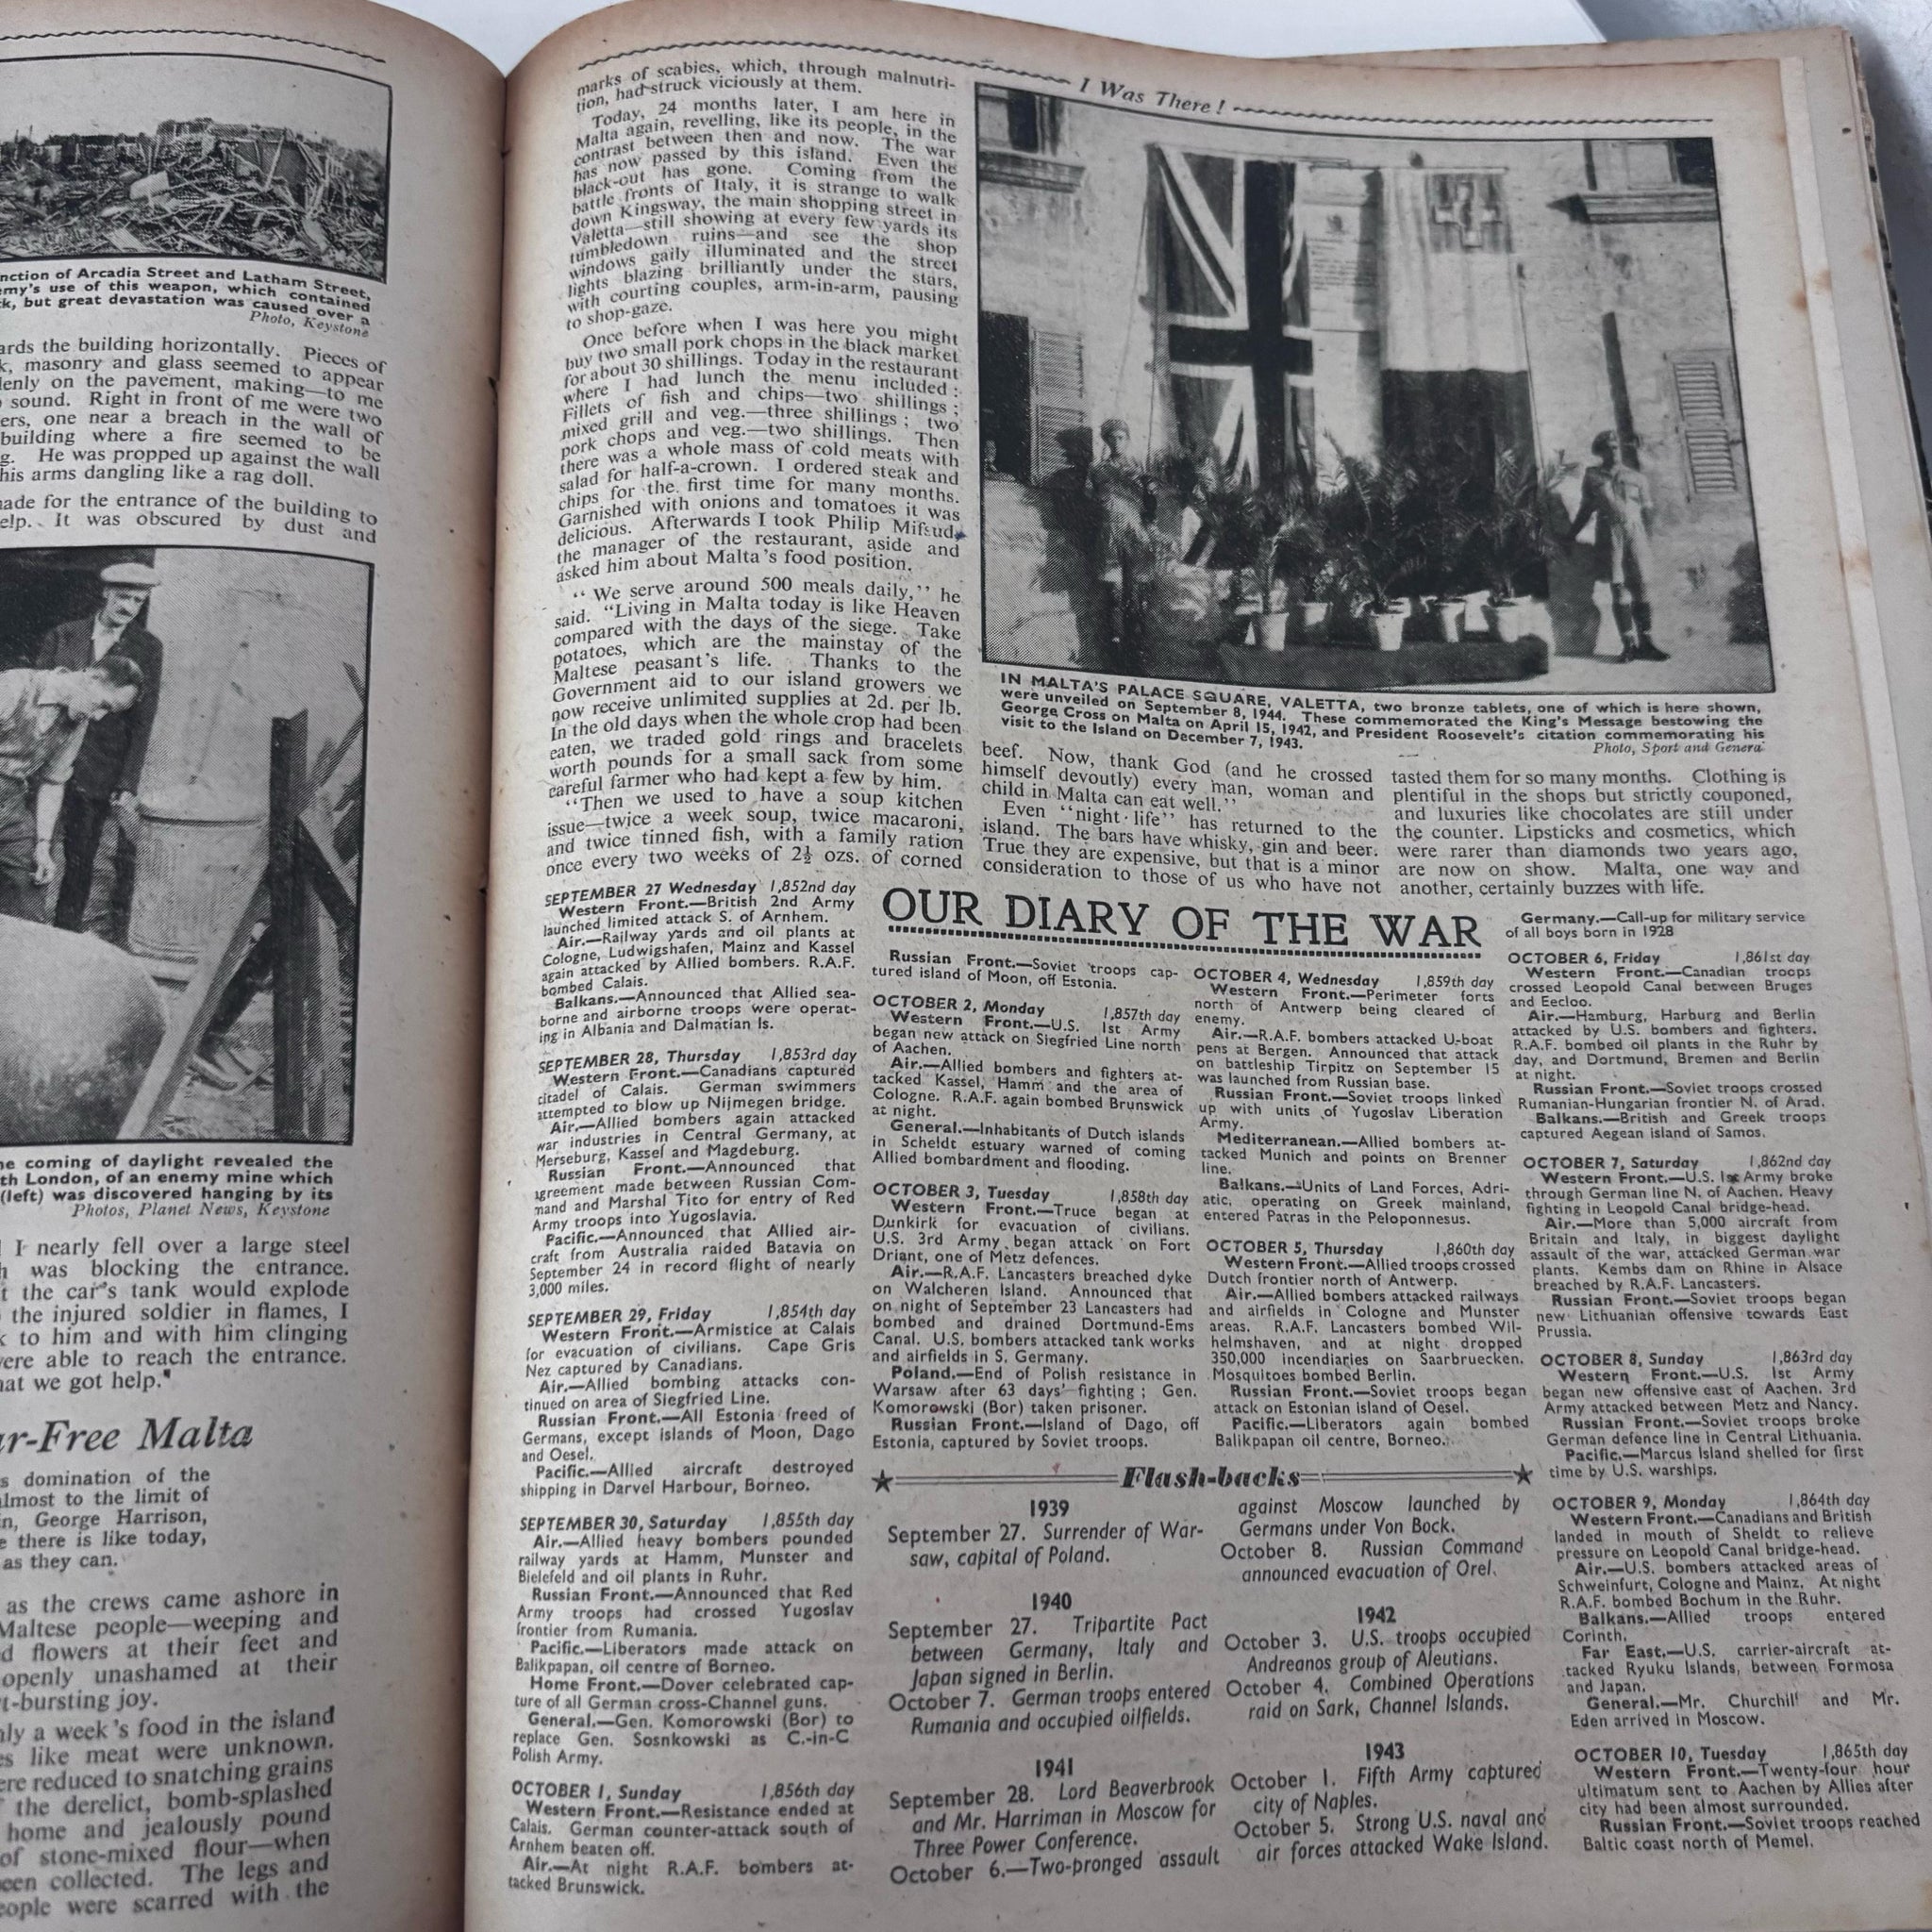 nction of Arcadia Street and Latham Street,
emy's use of this weapon, which contained
k, but great devastation was caused over a
Photo, Keystone
ards the building horizontally. Pieces of
k, masonry and glass seemed to appear
lenly on the pavement, making—to me
sound. Right in front of me were two
ers, one near a breach in the wall of
building where a fire seemed to be
g. He was propped up against the wall
his arms dangling like a rag doll.
nade for the entrance of the building to
elp. It was obscured by dust and
ne coming of daylight revealed the
th London, of an enemy mine which
(left) was discovered hanging by its
Photos, Planet News, Keystone
I nearly fell over a large steel
h was blocking the entrance.
t the car's tank would explode
the injured soldier in flames, I
k to him and with him clinging
vere able to reach the entrance.
hat we got help."
ar-Free Malta
s domination of the
almost to the limit of
n, George Harrison,
e there is like today,
as they can.
as the crews came ashore in
Maltese people—weeping and
d flowers at their feet and
openly unashamed at their
t-bursting joy.
nly a week's food in the island
es like meat were unknown.
ere reduced to snatching grains
f the derelict, bomb-splashed
home and jealously pound
of stone-mixed flour—when
een collected. The legs and
eople were scarred with the
I Was There !
marks of scabies, which, through malnutri-
tion, had struck viciously at them.
Today, 24 months later, I am here in
Malta again, revelling, like its people, in the
contrast between then and now. The war
has now passed by this island. Even the
black-out has gone. Coming from the
battle fronts of Italy, it is strange to walk
down Kingsway, the main shopping street in
Valetta—still showing at every few yards its
tumbledown ruins—and see the shop
windows gaily illuminated and the street
lights blazing brilliantly under the stars,
with courting couples, arm-in-arm, pausing
to shop-gaze.
Once before when I was here you might
buy two small pork chops in the black market
for about 30 shillings. Today in the restaurant
where I had lunch the menu included :
Fillets of fish and chips—two shillings ;
mixed grill and veg.—three shillings ; two
pork chops and veg.—two shillings. Then
there was a whole mass of cold meats with
salad for half-a-crown. I ordered steak and
chips for the first time for many months.
Garnished with onions and tomatoes it was
delicious. Afterwards I took Philip Mifsud,
the manager of the restaurant, aside and
asked him about Malta's food position.
"We serve around 500 meals daily," he
said. "Living in Malta today is like Heaven
compared with the days of the siege. Take
potatoes, which are the mainstay of the
Maltese peasant's life. Thanks to the
Government aid to our island growers we
now receive unlimited supplies at 2d. per lb.
In the old days when the whole crop had been
eaten, we traded gold rings and bracelets
worth pounds for a small sack from some
careful farmer who had kept a few by him.
"Then we used to have a soup kitchen
issue—twice a week soup, twice macaroni,
and twice tinned fish, with a family ration
once every two weeks of 2½ ozs. of corned
IN MALTA'S PALACE SQUARE, VALETTA, two bronze tablets, one of which is here shown,
were unveiled on September 8, 1944. These commemorated the King's Message bestowing the
George Cross on Malta on April 15, 1942, and President Roosevelt's citation commemorating his
visit to the Island on December 7, 1943.
Photo, Sport and Genera
beef. Now, thank God (and he crossed
himself devoutly) every man, woman and
child in Malta can eat well."
Even "night life" has returned to the
island. The bars have whisky, gin and beer.
True they are expensive, but that is a minor
consideration to those of us who have not
tasted them for so many months. Clothing is
plentiful in the shops but strictly couponed,
and luxuries like chocolates are still under
the counter. Lipsticks and cosmetics, which
were rarer than diamonds two years ago,
are now on show. Malta, one way and
another, certainly buzzes with life.
OUR DIARY OF THE WAR
SEPTEMBER 27 Wednesday 1,852nd day
Western Front.—British 2nd Army
launched limited attack S. of Arnhem.
Air.—Railway yards and oil plants at
Cologne, Ludwigshafen, Mainz and Kassel
again attacked by Allied bombers. R.A.F.
bombed Calais.
Balkans.—Announced that Allied sea-
borne and airborne troops were operat-
ing in Albania and Dalmatian Is.
SEPTEMBER 28, Thursday 1,853rd day
Western Front.—Canadians captured
citadel of Calais. German swimmers
attempted to blow up Nijmegen bridge.
Air.—Allied bombers again attacked
war industries in Central Germany, at
Merseburg, Kassel and Magdeburg.
Russian Front.—Announced that
agreement made between Russian Com-
mand and Marshal Tito for entry of Red
Army troops into Yugoslavia.
Pacific.—Announced that Allied air-
craft from Australia raided Batavia on
September 24 in record flight of nearly
3,000 miles.
SEPTEMBER 29, Friday 1,854th day
Western Front.—Armistice at Calais
for evacuation of civilians. Cape Gris
Nez captured by Canadians.
Air.—Allied bombing attacks con-
tinued on area of Siegfried Line.
Russian Front.—All Estonia freed of
Germans, except islands of Moon, Dago
and Oesel.
Pacific.—Allied aircraft destroyed
shipping in Darvel Harbour, Borneo.
SEPTEMBER 30, Saturday 1,855th day
Air.—Allied heavy bombers pounded
railway yards at Hamm, Munster and
Bielefeld and oil plants in Ruhr.
Russian Front.—Announced that Red
Army troops had crossed Yugoslav
frontier from Rumania.
Pacific.—Liberators made attack on
Balikpapan, oil centre of Borneo.
Home Front.—Dover celebrated cap-
ture of all German cross-Channel guns.
General.—Gen. Komorowski (Bor) to
replace Gen. Sosnkowski as C.-in-C
Polish Army.
OCTOBER 1, Sunday 1,856th day
Western Front.—Resistance ended at
Calais. German counter-attack south of
Arnhem beaten off.
Air.—At night R.A.F. bombers at-
tacked Brunswick.
Russian Front.—Soviet troops cap-
tured island of Moon, off Estonia.
OCTOBER 2, Monday 1,857th day
Western Front.—U.S. 1st Army
began new attack on Siegfried Line north
of Aachen.
Air.—Allied bombers and fighters at-
tacked Kassel, Hamm and the area of
Cologne. R.A.F. again bombed Brunswick
at night.
General.—Inhabitants of Dutch islands
in Scheldt estuary warned of coming
Allied bombardment and flooding.
OCTOBER 3, Tuesday 1,858th day
Western Front.—Truce began at
Dunkirk for evacuation of civilians.
U.S. 3rd Army began attack on Fort
Driant, one of Metz defences.
Air.—R.A.F. Lancasters breached dyke
on Walcheren Island. Announced that
on night of September 23 Lancasters had
bombed and drained Dortmund-Ems
Canal. U.S. bombers attacked tank works
and airfields in S. Germany.
Poland.—End of Polish resistance in
Warsaw after 63 days' fighting ; Gen.
Komorowski (Bor) taken prisoner.
Russian Front.—Island of Dago, off
Estonia, captured by Soviet troops.
OCTOBER 4, Wednesday 1,859th day
Western Front.—Perimeter forts
north of Antwerp being cleared of
enemy.
Air.—R.A.F. bombers attacked U-boat
pens at Bergen. Announced that attack
on battleship Tirpitz on September 15
was launched from Russian base.
Russian Front.—Soviet troops linked
up with units of Yugoslav Liberation
Army.
Mediterranean.—Allied bombers at-
tacked Munich and points on Brenner
line.
Balkans.—Units of Land Forces, Adri-
atic, operating on Greek mainland,
entered Patras in the Peloponnesus.
OCTOBER 5, Thursday 1,860th day
Western Front.—Allied troops crossed
Dutch frontier north of Antwerp.
Air.—Allied bombers attacked railways
and airfields in Cologne and Munster
areas. R.A.F. Lancasters bombed Wil-
helmshaven, and at night dropped
350,000 incendiaries on Saarbruecken.
Mosquitoes bombed Berlin.
Russian Front.—Soviet troops began
attack on Estonian island of Oesel.
Pacific.—Liberators again bombed
Balikpapan oil centre, Borneo.
Germany.—Call-up for military service
of all boys born in 1928
OCTOBER 6, Friday 1,861st day
Western Front.—Canadian troops
crossed Leopold Canal between Bruges
and Eecloo.
Air.—Hamburg, Harburg and Berlin
attacked by U.S. bombers and fighters.
R.A.F. bombed oil plants in the Ruhr by
day, and Dortmund, Bremen and Berlin
at night.
Russian Front.—Soviet troops crossed
Rumanian-Hungarian frontier N. of Arad.
Balkans.—British and Greek troops
captured Aegean island of Samos.
OCTOBER 7, Saturday 1,862nd day
Western Front.—U.S. 1st Army broke
through German line N. of Aachen. Heavy
fighting in Leopold Canal bridge-head.
Air.—More than 5,000 aircraft from
Britain and Italy, in biggest daylight
assault of the war, attacked German war
plants. Kembs dam on Rhine in Alsace
breached by R.A.F. Lancasters.
Russian Front.—Soviet troops began
new Lithuanian offensive towards East
Prussia.
OCTOBER 8, Sunday 1,863rd day
Western Front.—U.S. 1st Army
began new offensive east of Aachen. 3rd
Army attacked between Metz and Nancy.
Russian Front.—Soviet troops broke
German defence line in Central Lithuania.
Pacific.—Marcus Island shelled for first
time by U.S. warships.
OCTOBER 9, Monday 1,864th day
Western Front.—Canadians and British
landed in mouth of Sheldt to relieve
pressure on Leopold Canal bridge-head.
Air.—U.S. bombers attacked areas of
Schweinfurt, Cologne and Mainz. At night
R.A.F. bombed Bochum in the Ruhr.
Balkans.—Allied troops entered
Corinth.
Far East.—U.S. carrier-aircraft at-
tacked Ryuku Islands, between Formosa
and Japan.
General.—Mr. Churchill and Mr.
Eden arrived in Moscow.
OCTOBER 10, Tuesday 1,865th day
Western Front.—Twenty-four hour
ultimatum sent to Aachen by Allies after
city had been almost surrounded.
Russian Front.—Soviet troops reached
Baltic coast north of Memel.
Flash-backs
1939
September 27. Surrender of War-
saw, capital of Poland.
1940
September 27. Tripartite Pact
between Germany, Italy and
Japan signed in Berlin.
October 7. German troops entered
Rumania and occupied oilfields.
1941
September 28. Lord Beaverbrook
and Mr. Harriman in Moscow for
Three Power Conference.
October 6.—Two-pronged assault
against Moscow launched by
Germans under Von Bock.
October 8. Russian Command
announced evacuation of Orel.
1942
October 3. U.S. troops occupied
Andreanos group of Aleutians.
October 4. Combined Operations
raid on Sark, Channel Islands.
1943
October 1. Fifth Army captured
city of Naples.
October 5. Strong U.S. naval and
air forces attacked Wake Island.